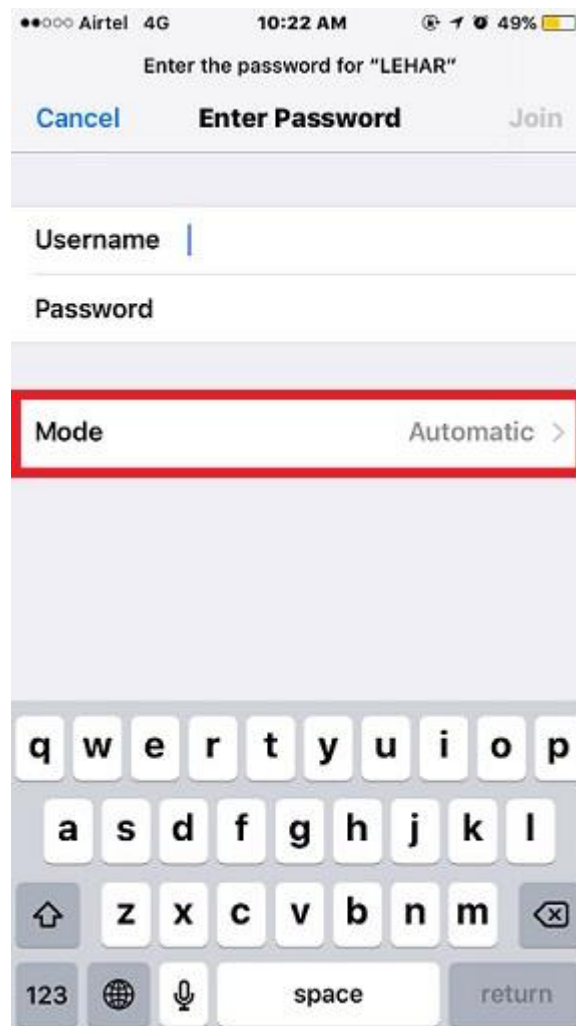 Airtel 4G 10:22 AM 49%
Enter the password for "LEHAR"
Cancel Enter Password Join
Username
Password
Mode Automatic >
q w e r t y u i o p
a s d f g h j k l
z x c v b n m
123 space return